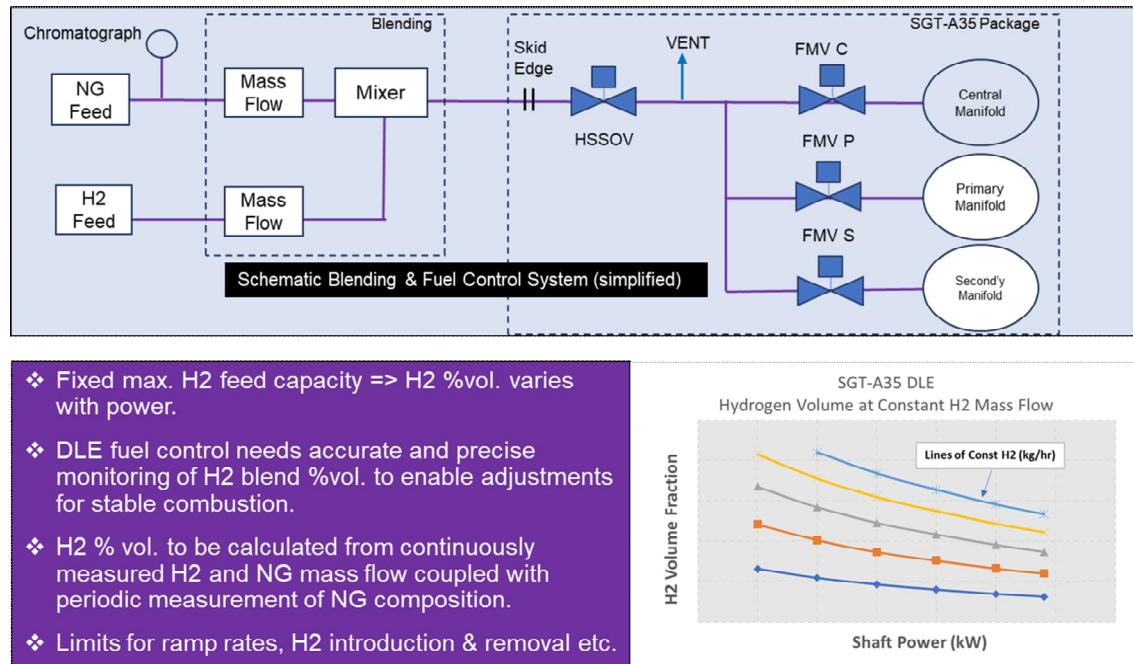 Blending
SGT-A35 Package
Chromatograph
Skid
Edge
VENT
FMV C
NG
Feed
Mass
Flow
Mixer
Central
Manifold
HSSOV
FMV P
H2
Feed
Mass
Flow
Primary
Manifold
FMV S
Schematic Blending & Fuel Control System (simplified)
Second'y
Manifold
❖ Fixed max. H2 feed capacity => H2 %vol. varies
with power.
❖ DLE fuel control needs accurate and precise
monitoring of H2 blend %vol. to enable adjustments
for stable combustion.
❖ H2 % vol. to be calculated from continuously
measured H2 and NG mass flow coupled with
periodic measurement of NG composition.
❖ Limits for ramp rates, H2 introduction & removal etc.
SGT-A35 DLE
Hydrogen Volume at Constant H2 Mass Flow
Lines of Const H2 (kg/hr)
H2 Volume Fraction
Shaft Power (kW)